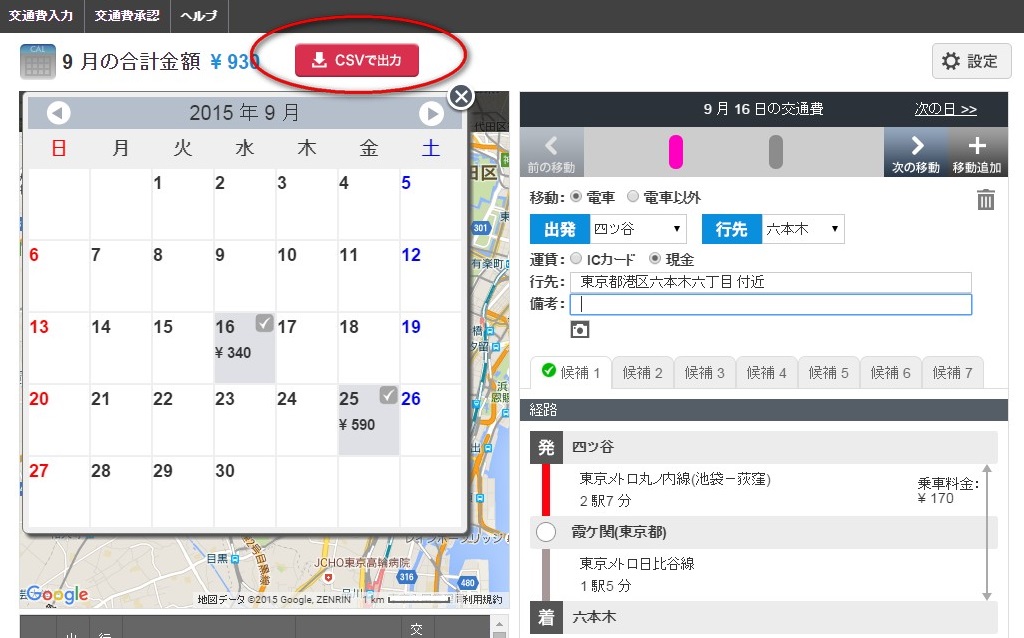 交通費入力 交通費承認 ヘルプ
CAL 9 月の合計金額 ¥ 930 CSVで出力 設定
2015 年 9 月
日 月 火 水 木 金 土
1 2 3 4 5
6 7 8 9 10 11 12
13 14 15 16 17 18 19
¥ 340
20 21 22 23 24 25 26
¥ 590
27 28 29 30
代田区
田区
301
有楽町
目黒
JCHO東京高輪病院
316
480
品川
Google
地図データ ©2015 Google, ZENRIN 1 km 利用規約
交
9 月 16 日の交通費 次の日 >>
前の移動 次の移動 移動追加
移動: 電車 電車以外
出発 四ツ谷 行先 六本木
運賃: ICカード 現金
行先: 東京都港区六本木六丁目 付近
備考:
候補 1 候補 2 候補 3 候補 4 候補 5 候補 6 候補 7
経路
発 四ツ谷
東京メトロ丸ノ内線(池袋－荻窪)
2 駅7 分
乗車料金:
¥ 170
霞ケ関(東京都)
東京メトロ日比谷線
1 駅5 分
着 六本木